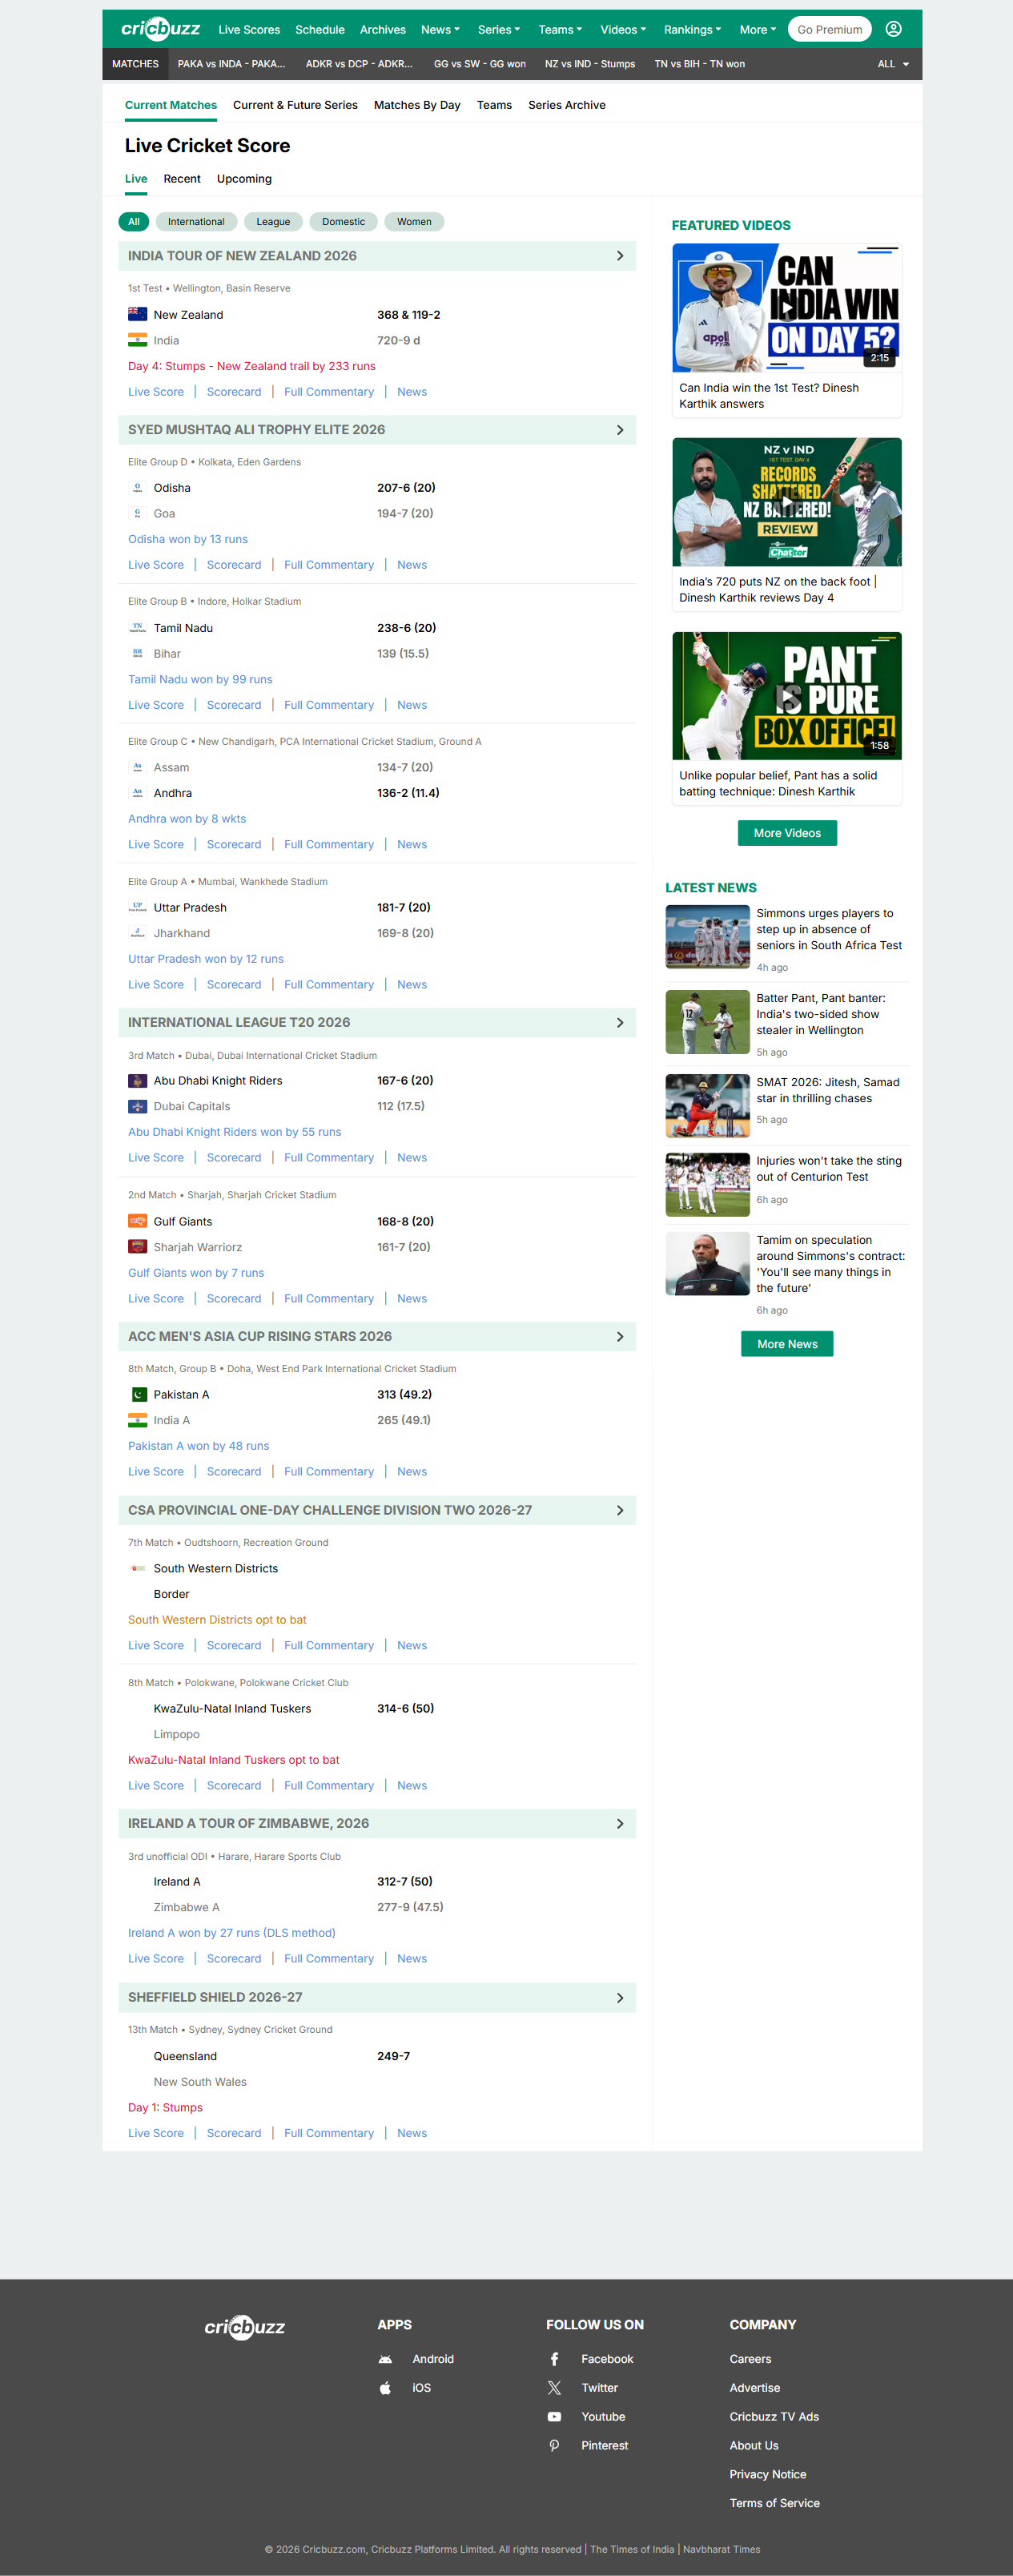 cricbuzz Live Scores Schedule Archives News Series Teams Videos Rankings More Go Premium
MATCHES PAKA vs INDA - PAKA... ADKR vs DCP - ADKR... GG vs SW - GG won NZ vs IND - Stumps TN vs BIH - TN won ALL
Current Matches Current & Future Series Matches By Day Teams Series Archive
Live Cricket Score
Live Recent Upcoming
All International League Domestic Women
INDIA TOUR OF NEW ZEALAND 2026
1st Test • Wellington, Basin Reserve
New Zealand 368 & 119-2
India 720-9 d
Day 4: Stumps - New Zealand trail by 233 runs
Live Score | Scorecard | Full Commentary | News
SYED MUSHTAQ ALI TROPHY ELITE 2026
Elite Group D • Kolkata, Eden Gardens
Odisha 207-6 (20)
Goa 194-7 (20)
Odisha won by 13 runs
Live Score | Scorecard | Full Commentary | News
Elite Group B • Indore, Holkar Stadium
TN Tamil Nadu 238-6 (20)
BR Bihar 139 (15.5)
Tamil Nadu won by 99 runs
Live Score | Scorecard | Full Commentary | News
Elite Group C • New Chandigarh, PCA International Cricket Stadium, Ground A
As Assam 134-7 (20)
An Andhra 136-2 (11.4)
Andhra won by 8 wkts
Live Score | Scorecard | Full Commentary | News
Elite Group A • Mumbai, Wankhede Stadium
UP Uttar Pradesh 181-7 (20)
J Jharkhand 169-8 (20)
Uttar Pradesh won by 12 runs
Live Score | Scorecard | Full Commentary | News
INTERNATIONAL LEAGUE T20 2026
3rd Match • Dubai, Dubai International Cricket Stadium
Abu Dhabi Knight Riders 167-6 (20)
Dubai Capitals 112 (17.5)
Abu Dhabi Knight Riders won by 55 runs
Live Score | Scorecard | Full Commentary | News
2nd Match • Sharjah, Sharjah Cricket Stadium
Gulf Giants 168-8 (20)
Sharjah Warriorz 161-7 (20)
Gulf Giants won by 7 runs
Live Score | Scorecard | Full Commentary | News
ACC MEN'S ASIA CUP RISING STARS 2026
8th Match, Group B • Doha, West End Park International Cricket Stadium
Pakistan A 313 (49.2)
India A 265 (49.1)
Pakistan A won by 48 runs
Live Score | Scorecard | Full Commentary | News
CSA PROVINCIAL ONE-DAY CHALLENGE DIVISION TWO 2026-27
7th Match • Oudtshoorn, Recreation Ground
South Western Districts
Border
South Western Districts opt to bat
Live Score | Scorecard | Full Commentary | News
8th Match • Polokwane, Polokwane Cricket Club
KwaZulu-Natal Inland Tuskers 314-6 (50)
Limpopo
KwaZulu-Natal Inland Tuskers opt to bat
Live Score | Scorecard | Full Commentary | News
IRELAND A TOUR OF ZIMBABWE, 2026
3rd unofficial ODI • Harare, Harare Sports Club
Ireland A 312-7 (50)
Zimbabwe A 277-9 (47.5)
Ireland A won by 27 runs (DLS method)
Live Score | Scorecard | Full Commentary | News
SHEFFIELD SHIELD 2026-27
13th Match • Sydney, Sydney Cricket Ground
Queensland 249-7
New South Wales
Day 1: Stumps
Live Score | Scorecard | Full Commentary | News
FEATURED VIDEOS
CAN
INDIA WIN
ON DAY 5?
apollo
2:15
Can India win the 1st Test? Dinesh
Karthik answers
NZ v IND
1ST TEST, DAY 4
RECORDS
SHATTERED
NZ BATTERED!
REVIEW
Chatter
India's 720 puts NZ on the back foot |
Dinesh Karthik reviews Day 4
PANT
IS PURE
BOX OFFICE!
1:58
Unlike popular belief, Pant has a solid
batting technique: Dinesh Karthik
More Videos
LATEST NEWS
Simmons urges players to
step up in absence of
seniors in South Africa Test
4h ago
Batter Pant, Pant banter:
India's two-sided show
stealer in Wellington
5h ago
SMAT 2026: Jitesh, Samad
star in thrilling chases
5h ago
Injuries won't take the sting
out of Centurion Test
6h ago
Tamim on speculation
around Simmons's contract:
'You'll see many things in
the future'
6h ago
More News
cricbuzz
APPS
Android
iOS
FOLLOW US ON
Facebook
Twitter
Youtube
Pinterest
COMPANY
Careers
Advertise
Cricbuzz TV Ads
About Us
Privacy Notice
Terms of Service
© 2026 Cricbuzz.com, Cricbuzz Platforms Limited. All rights reserved | The Times of India | Navbharat Times